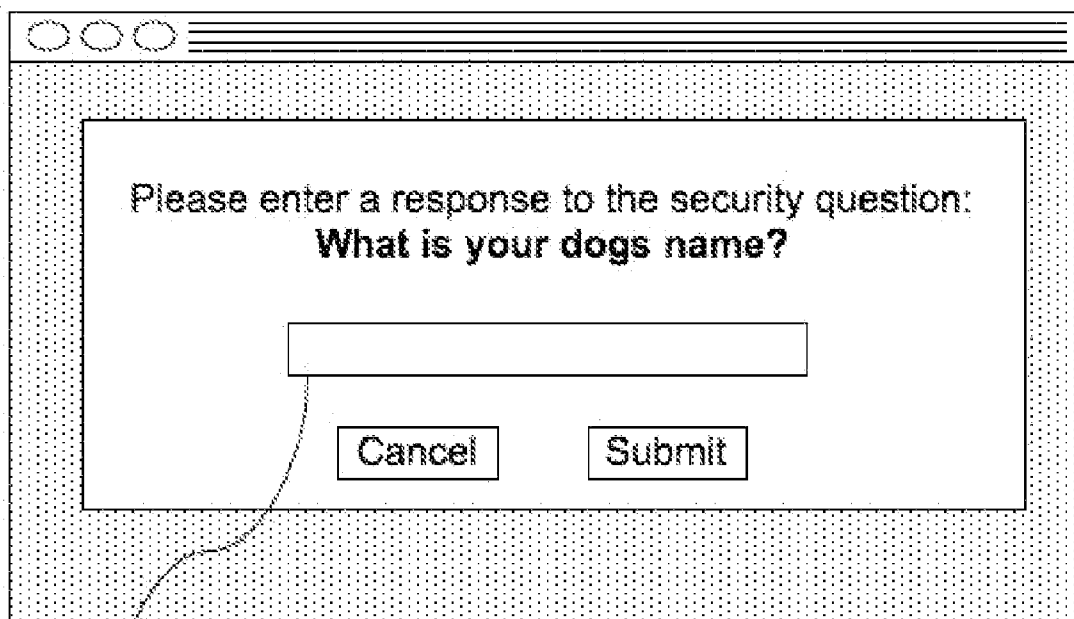 Please enter a response to the security question:
What is your dogs name?
Cancel
Submit